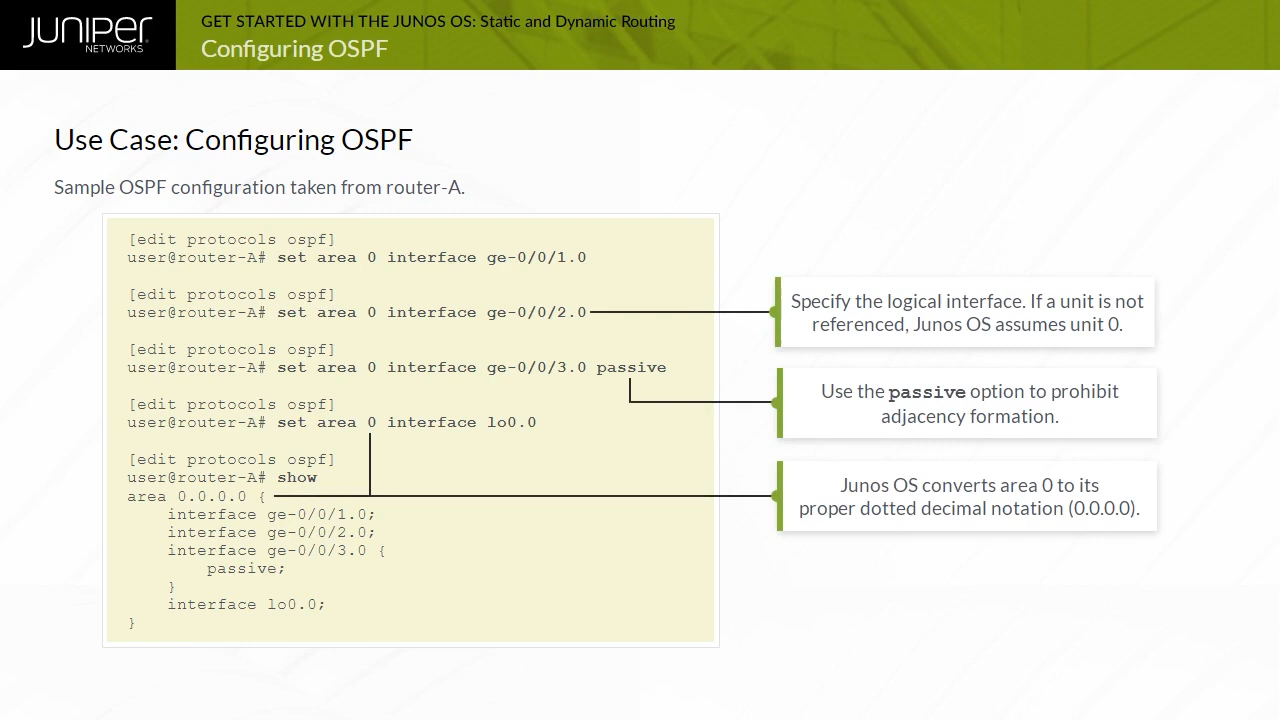 JUNIPER
NETWORKS
GET STARTED WITH THE JUNOS OS: Static and Dynamic Routing
Configuring OSPF
Use Case: Configuring OSPF
Sample OSPF configuration taken from router-A.
[edit protocols ospf]
user@router-A# set area 0 interface ge-0/0/1.0
[edit protocols ospf]
user@router-A# set area 0 interface ge-0/0/2.0
[edit protocols ospf]
user@router-A# set area 0 interface ge-0/0/3.0 passive
[edit protocols ospf]
user@router-A# set area 0 interface lo0.0
[edit protocols ospf]
user@router-A# show
area 0.0.0.0 {
    interface ge-0/0/1.0;
    interface ge-0/0/2.0;
    interface ge-0/0/3.0 {
        passive;
    }
    interface lo0.0;
}
Specify the logical interface. If a unit is not
referenced, Junos OS assumes unit 0.
Use the passive option to prohibit
adjacency formation.
Junos OS converts area 0 to its
proper dotted decimal notation (0.0.0.0).